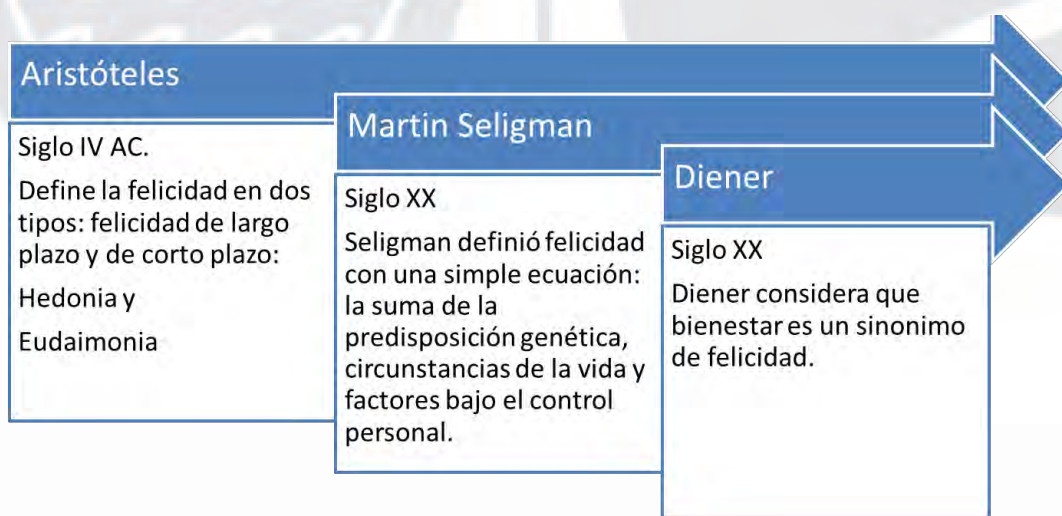 Aristóteles
Siglo IV AC.
Define la felicidad en dos
tipos: felicidad de largo
plazo y de corto plazo:
Hedonia y
Eudaimonia
Martin Seligman
Siglo XX
Seligman definió felicidad
con una simple ecuación:
la suma de la
predisposición genética,
circunstancias de la vida y
factores bajo el control
personal.
Diener
Siglo XX
Diener considera que
bienestar es un sinonimo
de felicidad.